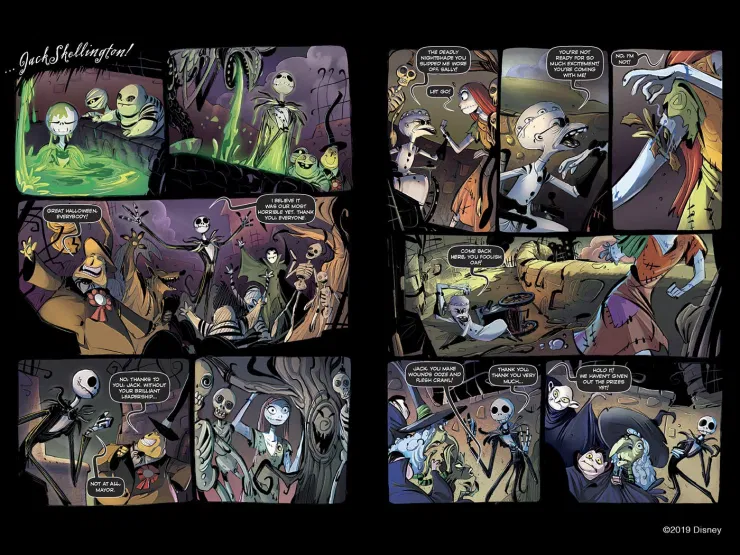 ... Jack Skellington!
GREAT HALLOWEEN,
EVERYBODY!
I BELIEVE IT
WAS OUR MOST
HORRIBLE YET. THANK
YOU, EVERYONE.
NO, THANKS TO
YOU, JACK. WITHOUT
YOUR BRILLIANT
LEADERSHIP...
NOT AT ALL,
MAYOR.
THE DEADLY
NIGHTSHADE YOU
SLIPPED ME WORE
OFF, SALLY!
LET GO!
YOU'RE NOT
READY FOR SO
MUCH EXCITEMENT!
YOU'RE COMING
WITH ME!
NO, I'M
NOT!
COME BACK
HERE, YOU FOOLISH
OAF!
JACK, YOU MAKE
WOUNDS OOZE AND
FLESH CRAWL!
THANK YOU,
THANK YOU VERY
MUCH...
HOLD IT!
WE HAVEN'T GIVEN
OUT THE PRIZES
YET!
©2019 Disney